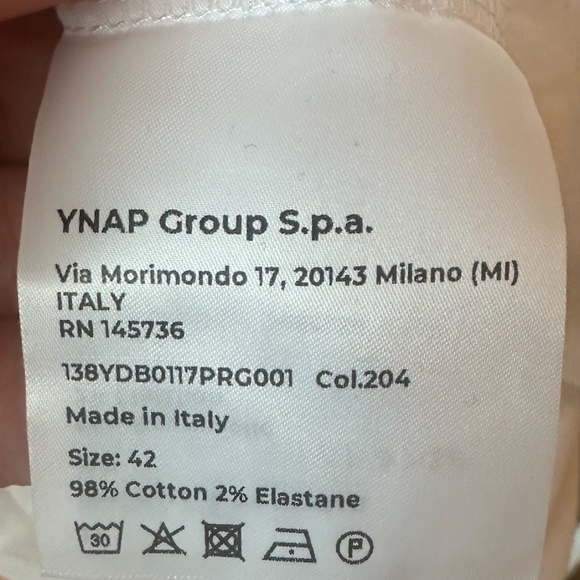 YNAP Group S.p.a.
Via Morimondo 17, 20143 Milano (MI)
ITALY
RN 145736
138YDB0117PRG001 Col.204
Made in Italy
Size: 42
98% Cotton 2% Elastane
30 P